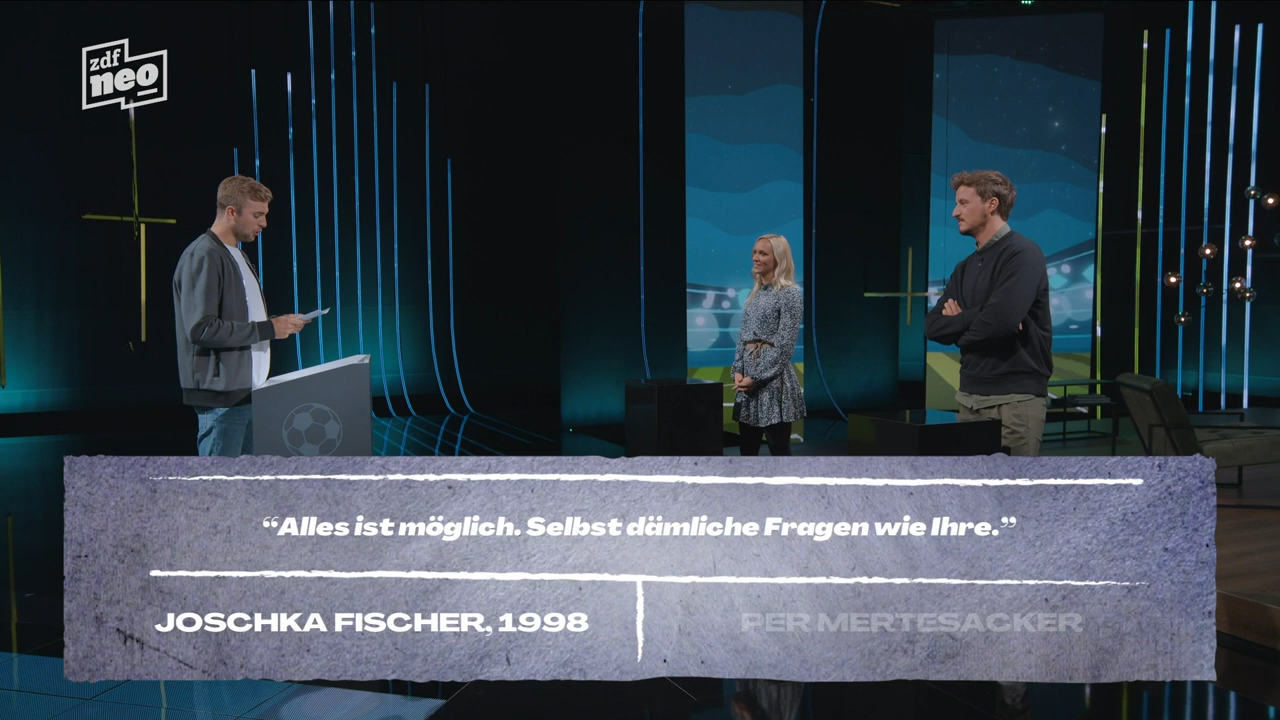 zdf
neo
“Alles ist möglich. Selbst dämliche Fragen wie Ihre.”
JOSCHKA FISCHER, 1998
PER MERTESACKER